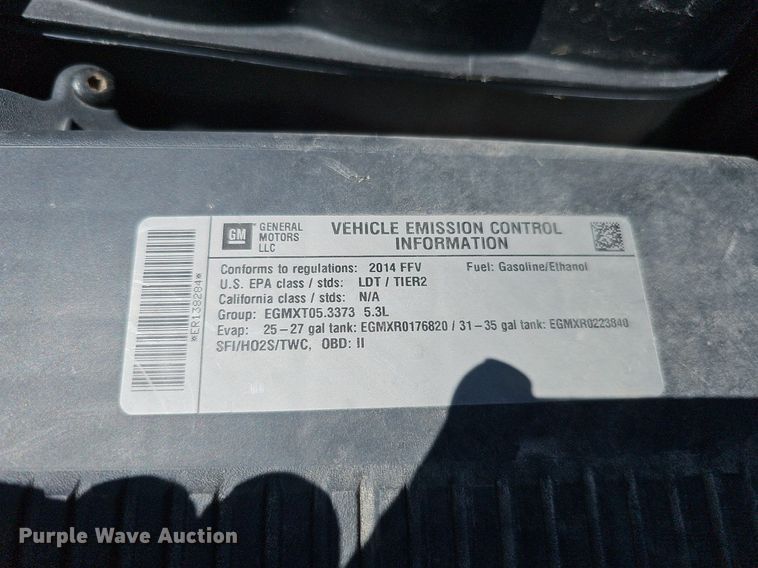 GM
GENERAL
MOTORS
LLC
VEHICLE EMISSION CONTROL
INFORMATION
Conforms to regulations: 2014 FFV Fuel: Gasoline/Ethanol
U.S. EPA class / stds: LDT / TIER2
California class / stds: N/A
Group: EGMXT05.3373 5.3L
Evap: 25-27 gal tank: EGMXR0176820 / 31-35 gal tank: EGMXR0223840
SFI/HO2S/TWC, OBD: II
*ER138284*
Purple Wave Auction